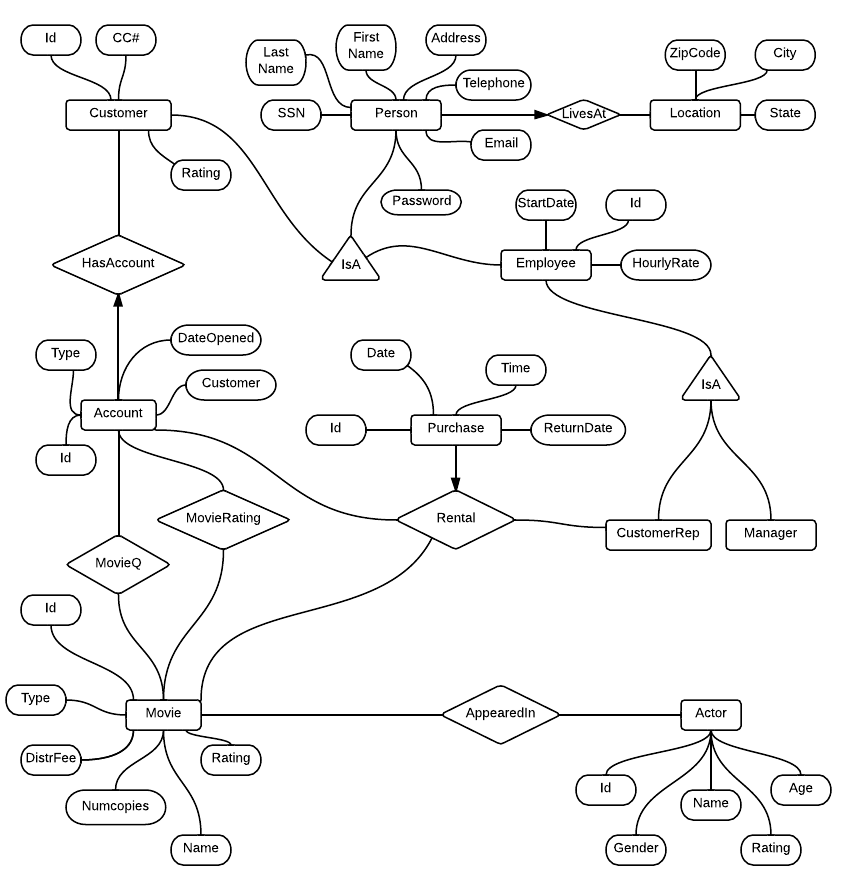 Id
CC#
Last
Name
First
Name
Address
ZipCode
City
Telephone
Customer
SSN
Person
LivesAt
Location
State
Email
Rating
Password
StartDate
Id
HasAccount
IsA
Employee
HourlyRate
DateOpened
Type
Date
Time
IsA
Customer
Account
Id
Purchase
ReturnDate
Id
MovieRating
Rental
CustomerRep
Manager
MovieQ
Id
Type
Movie
AppearedIn
Actor
DistrFee
Rating
Id
Age
Numcopies
Name
Name
Gender
Rating